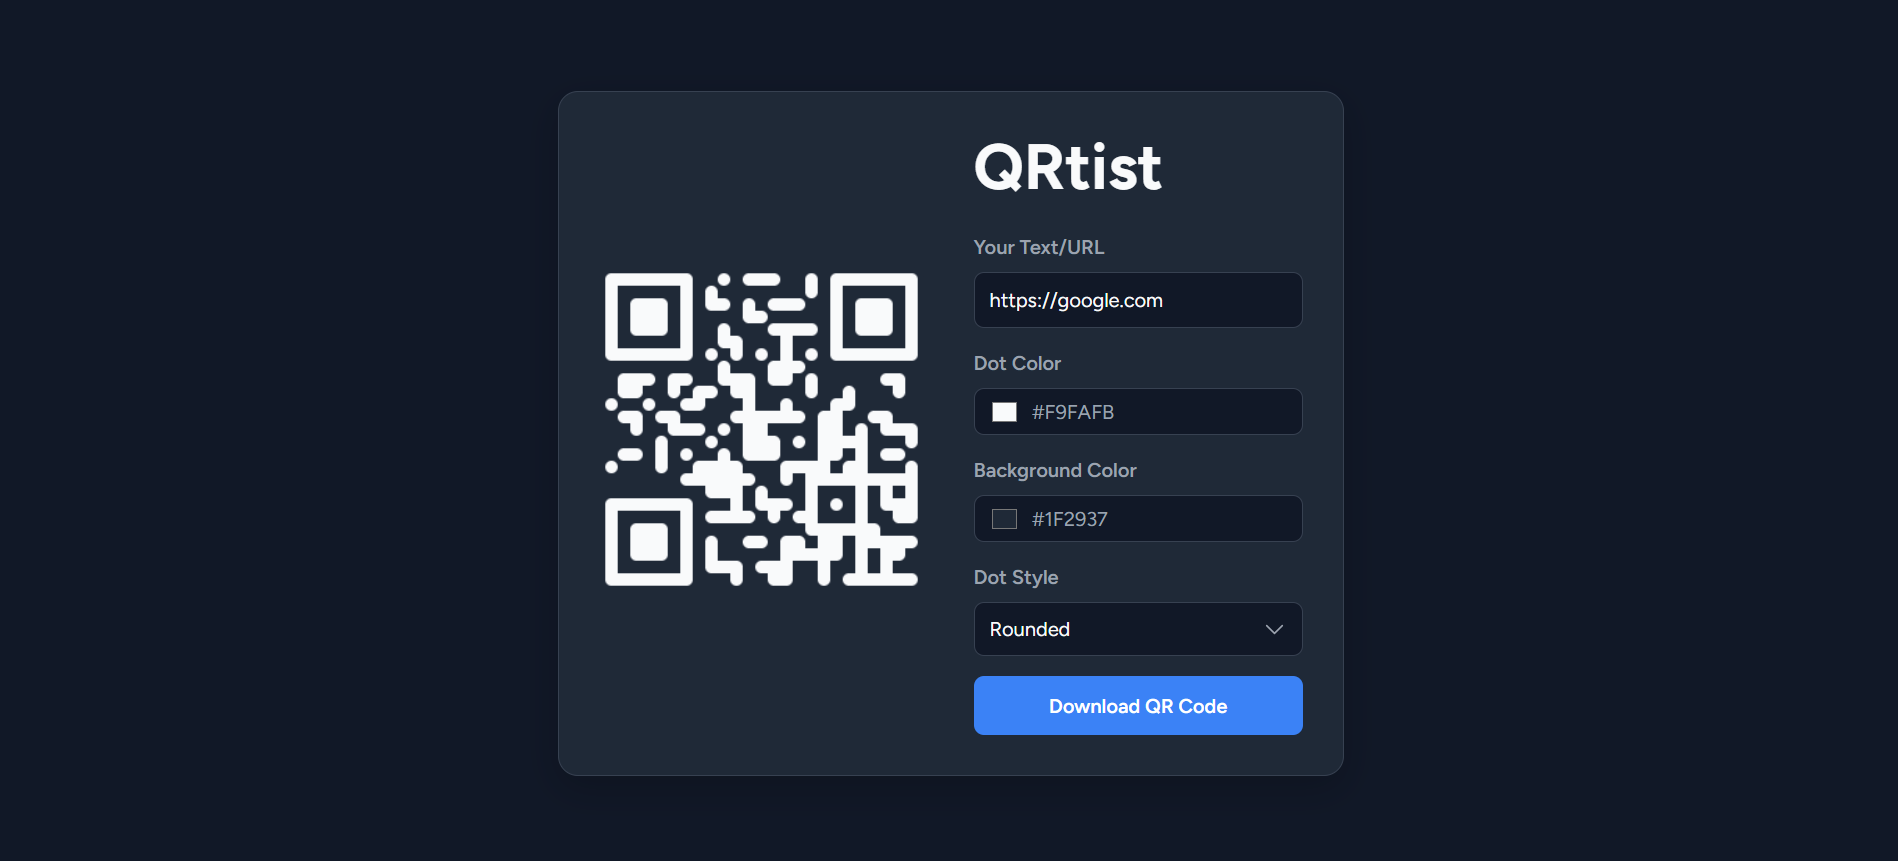 QRtist
Your Text/URL
https://google.com
Dot Color
#F9FAFB
Background Color
#1F2937
Dot Style
Rounded
Download QR Code